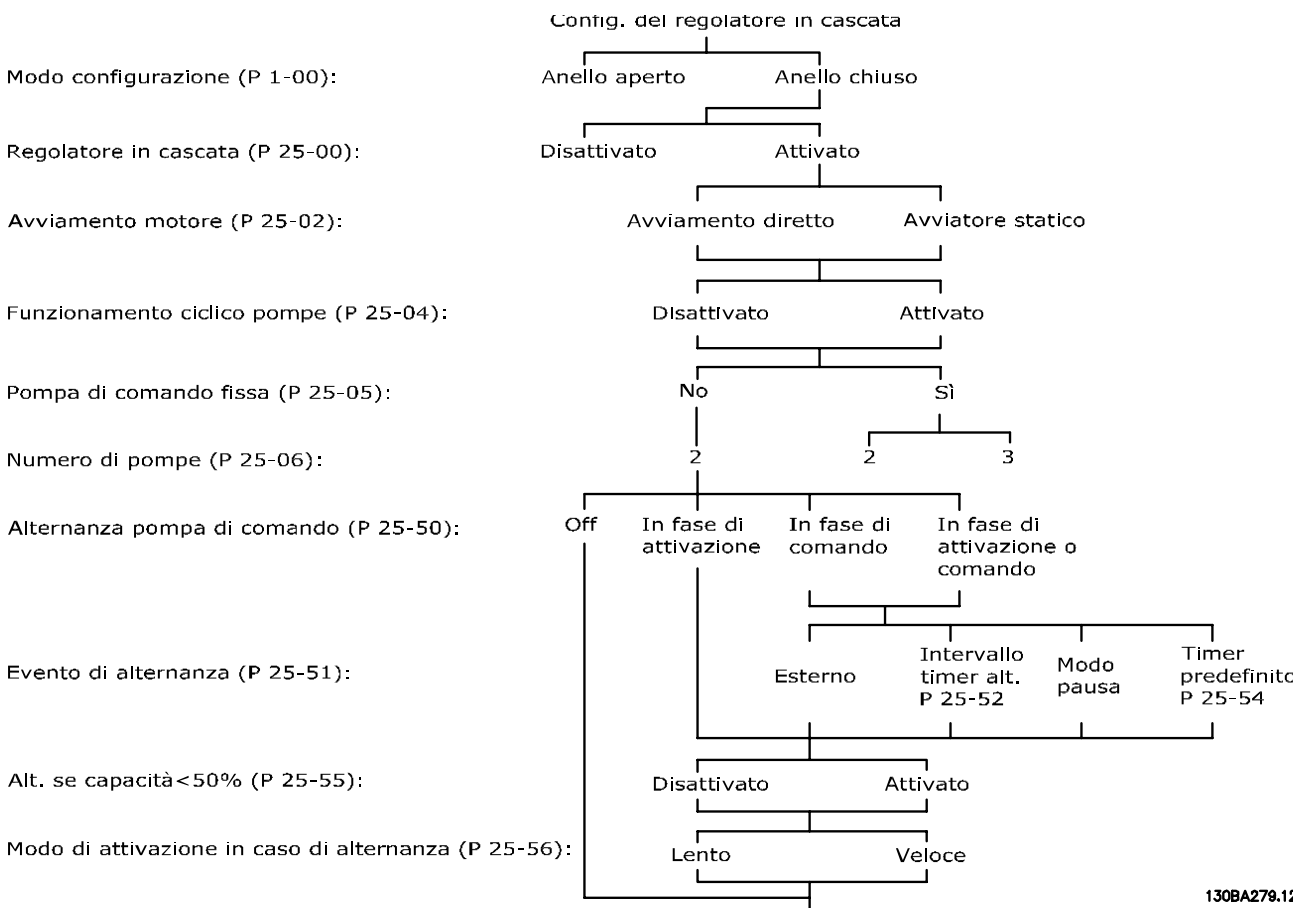 Config. del regolatore in cascata
Modo configurazione (P 1-00):
Anello aperto
Anello chiuso
Regolatore in cascata (P 25-00):
Disattivato
Attivato
Avviamento motore (P 25-02):
Avviamento diretto
Avviatore statico
Funzionamento ciclico pompe (P 25-04):
Disattivato
Attivato
Pompa di comando fissa (P 25-05):
No
Sì
Numero di pompe (P 25-06):
2
2
3
Alternanza pompa di comando (P 25-50):
Off
In fase di
attivazione
In fase di
comando
In fase di
attivazione o
comando
Evento di alternanza (P 25-51):
Esterno
Intervallo
timer alt.
P 25-52
Modo
pausa
Timer
predefinito
P 25-54
Alt. se capacità<50% (P 25-55):
Disattivato
Attivato
Modo di attivazione in caso di alternanza (P 25-56):
Lento
Veloce
130BA279.12